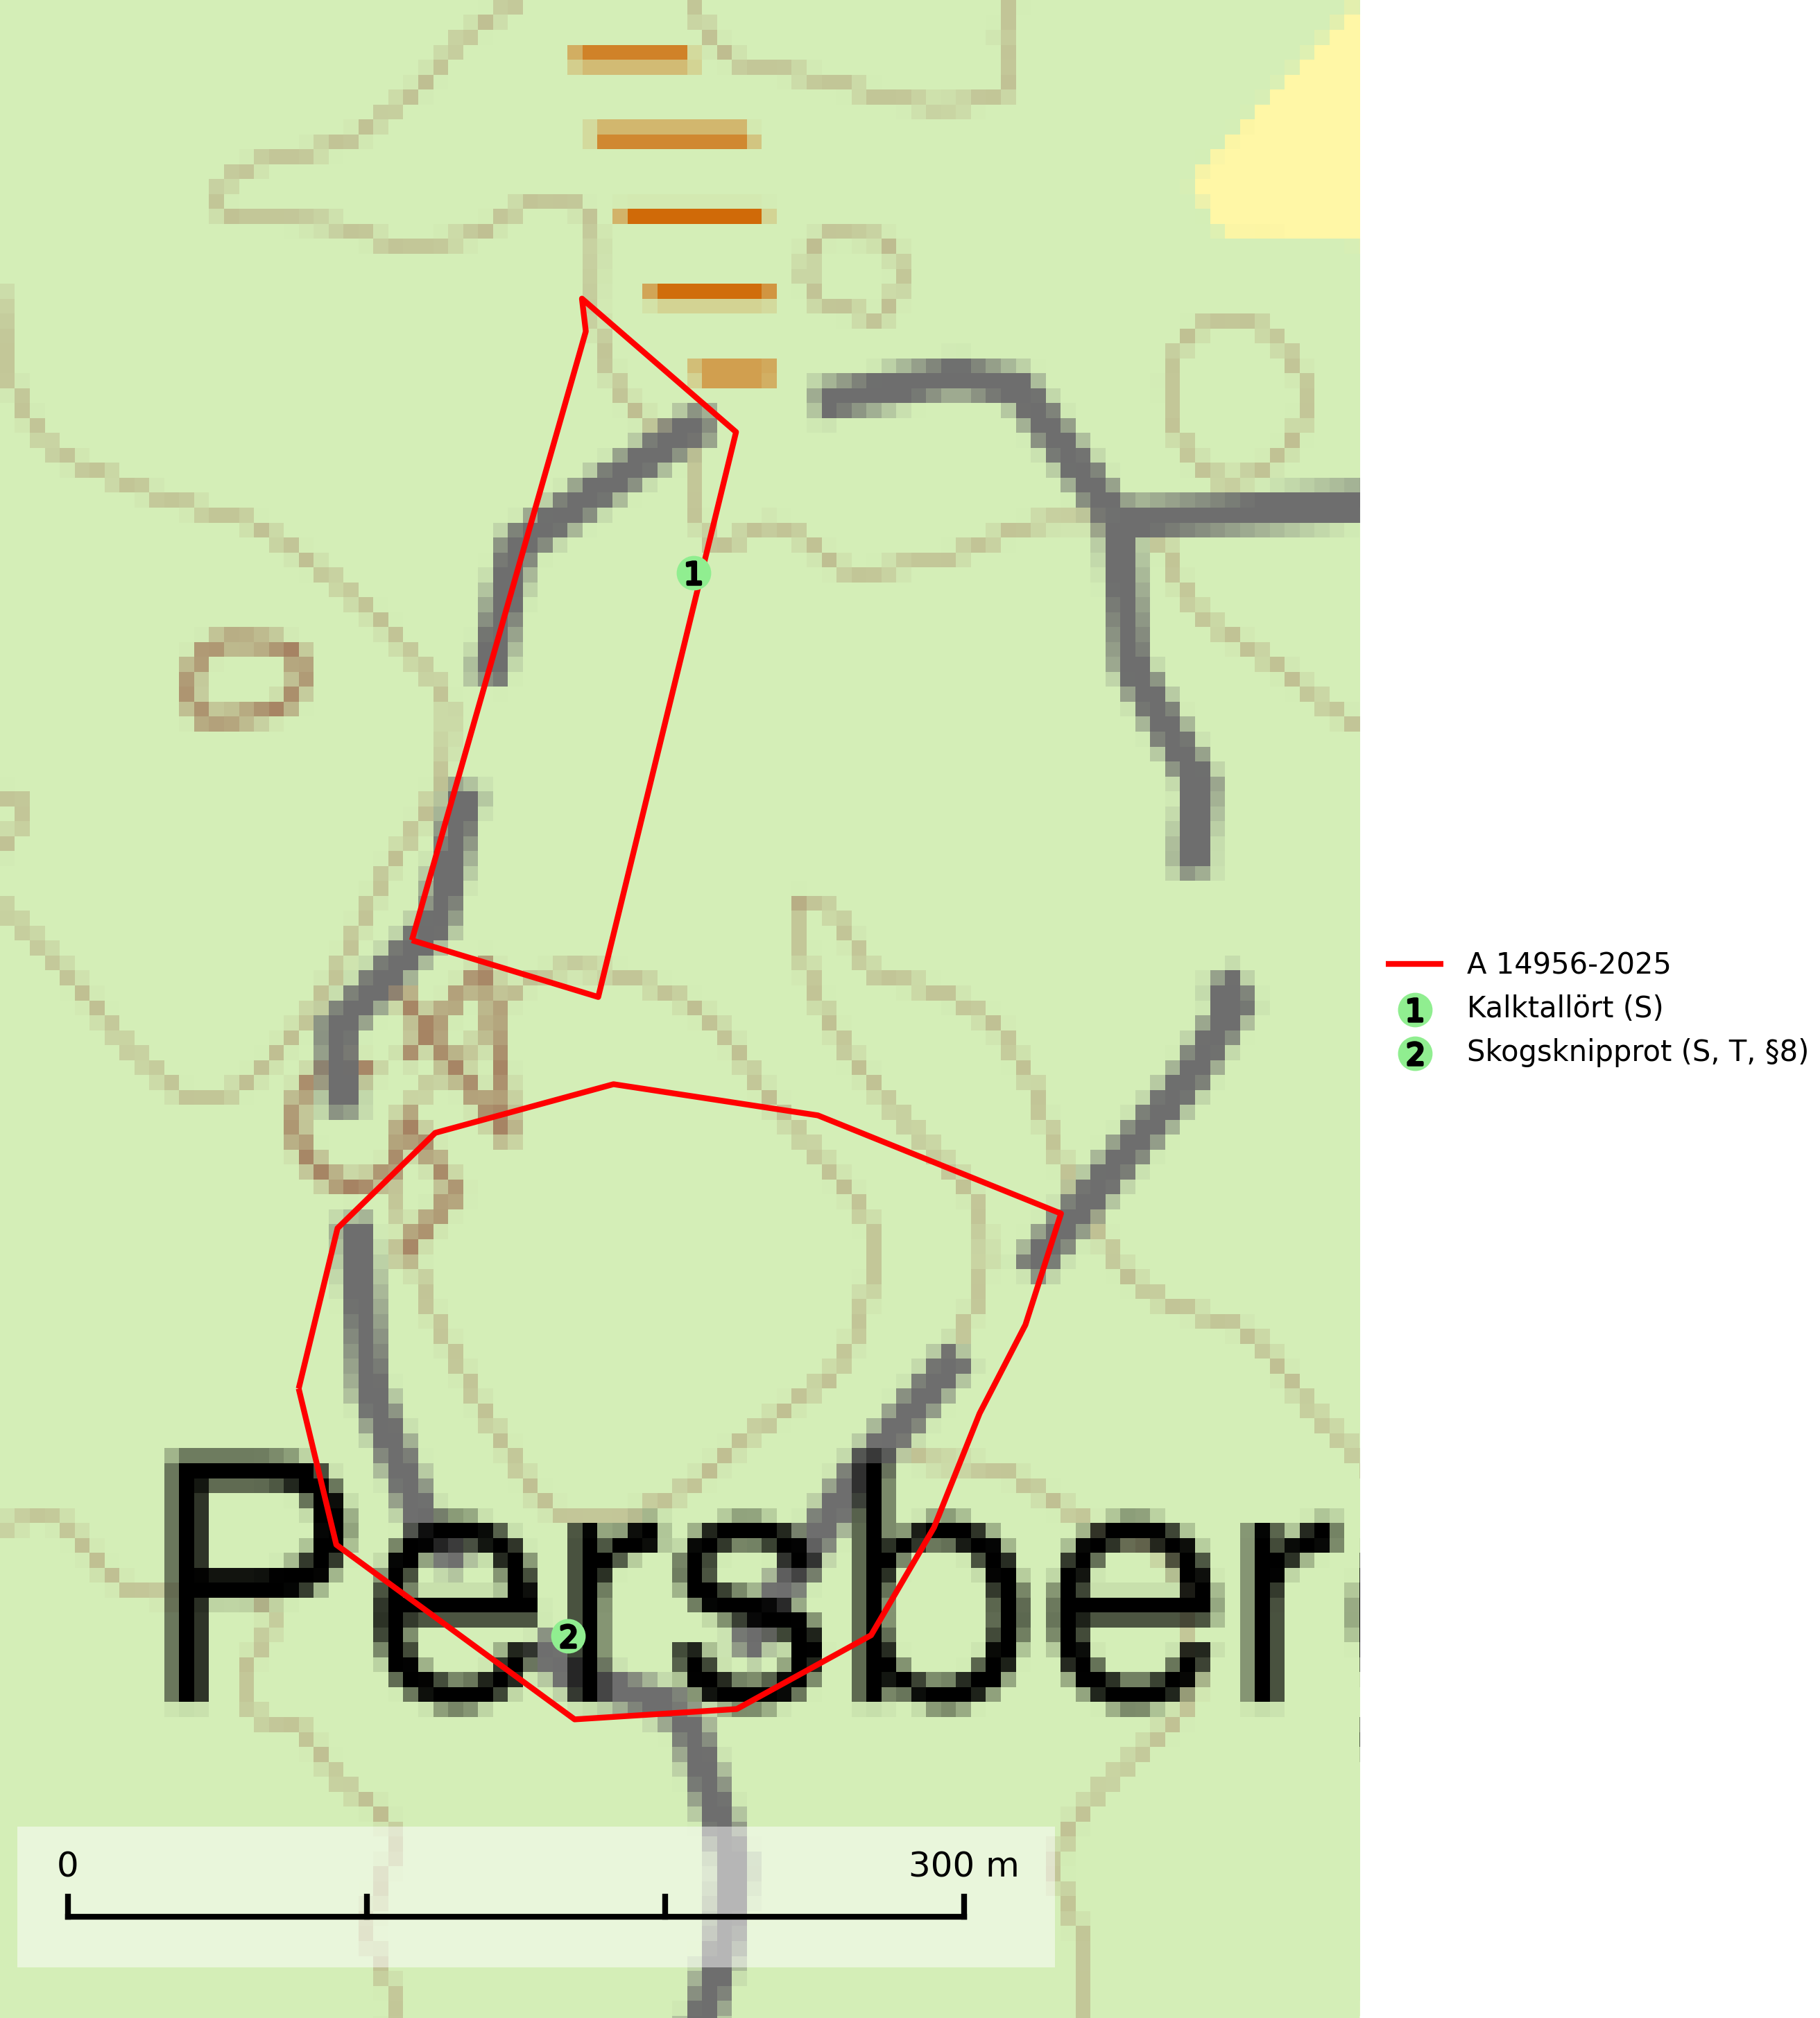 1
A 14956-2025
1 Kalktallört (S)
2 Skogsknipprot (S, T, §8)
Persber
2
0 300 m